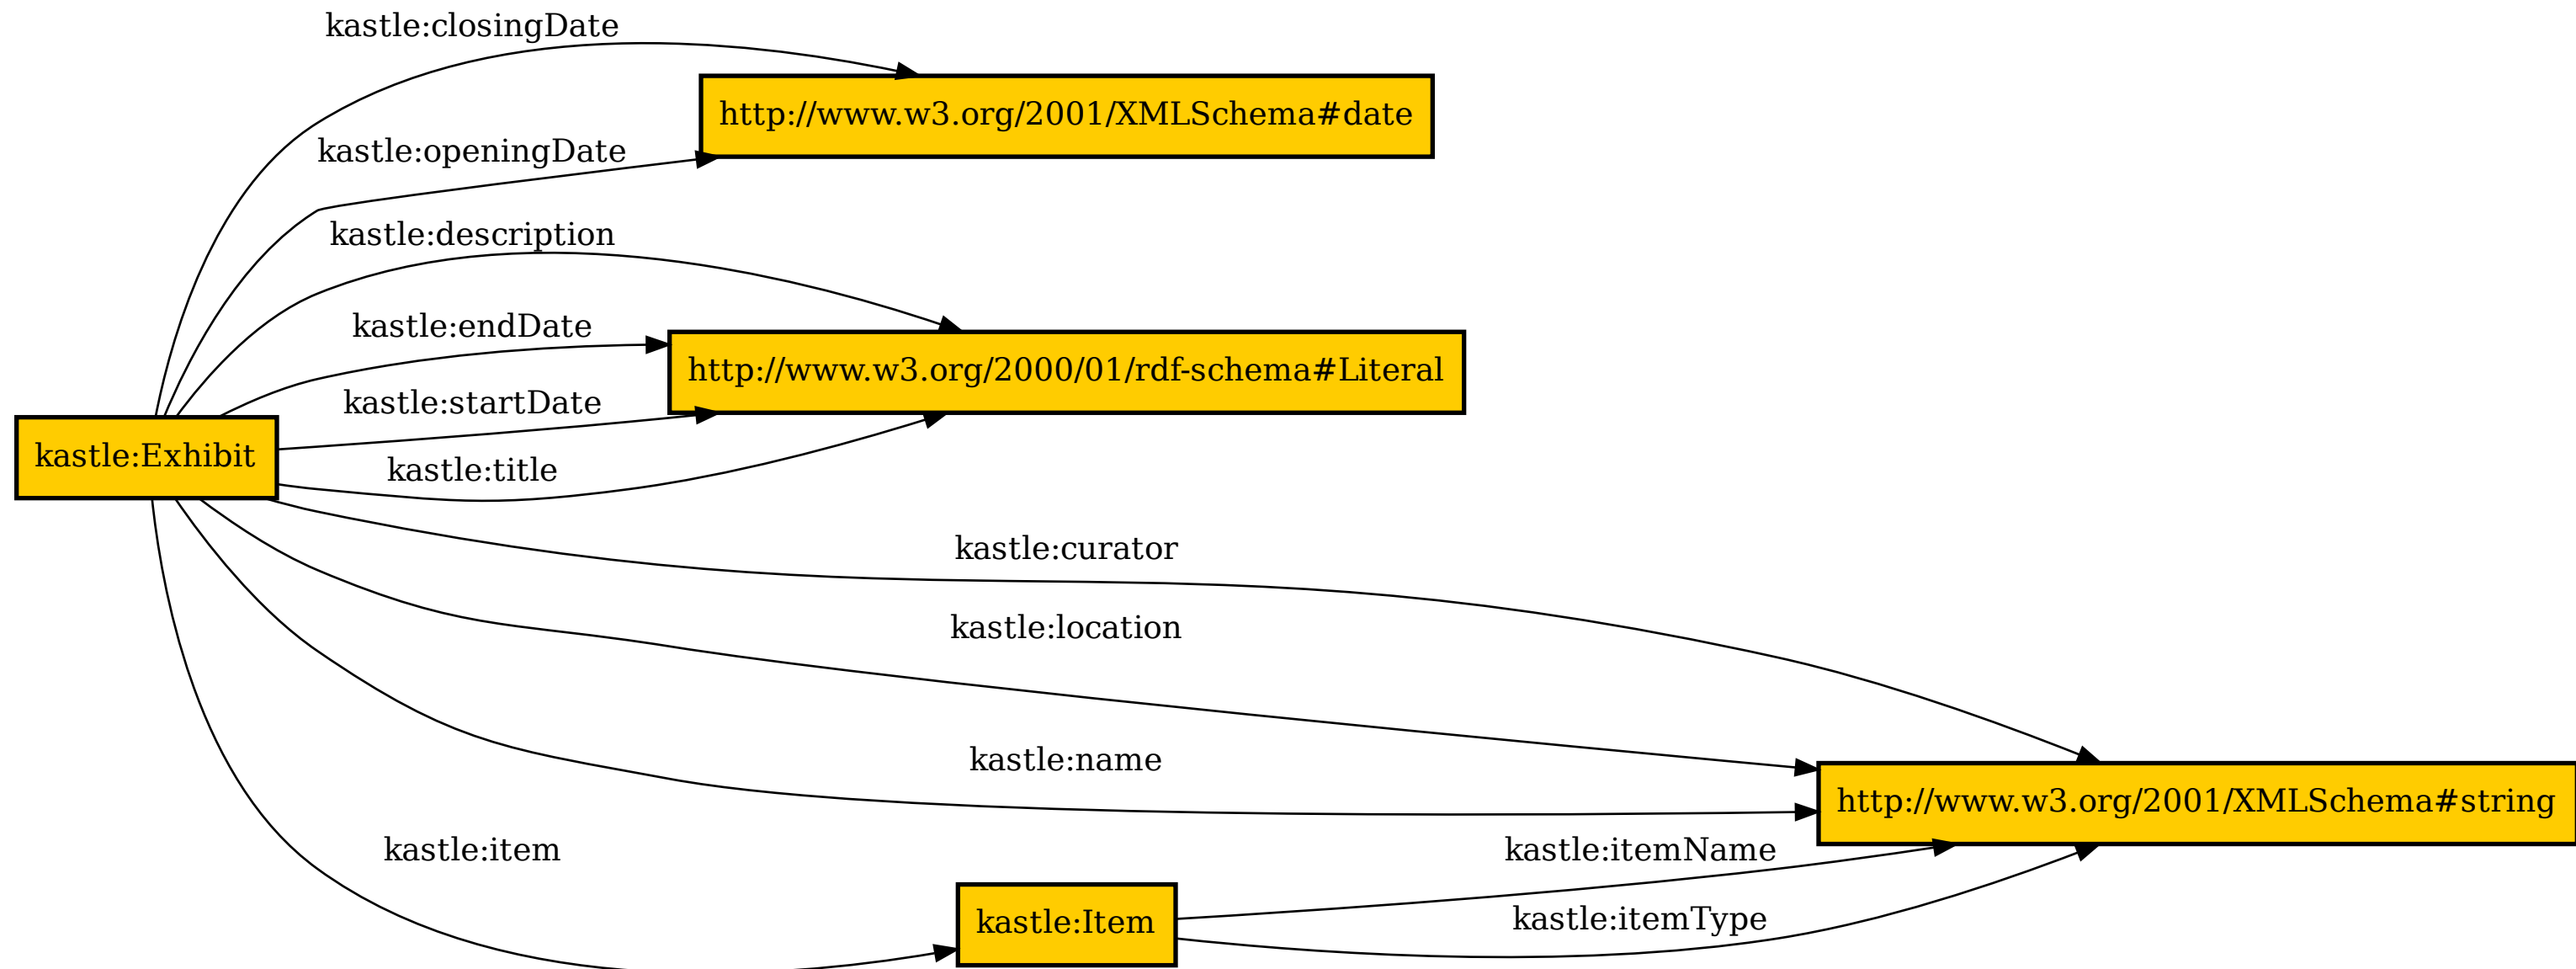 kastle:closingDate
http://www.w3.org/2001/XMLSchema#date
kastle:openingDate
kastle:description
kastle:endDate
http://www.w3.org/2000/01/rdf-schema#Literal
kastle:startDate
kastle:Exhibit
kastle:title
kastle:curator
kastle:location
kastle:name
http://www.w3.org/2001/XMLSchema#string
kastle:item
kastle:itemName
kastle:Item
kastle:itemType